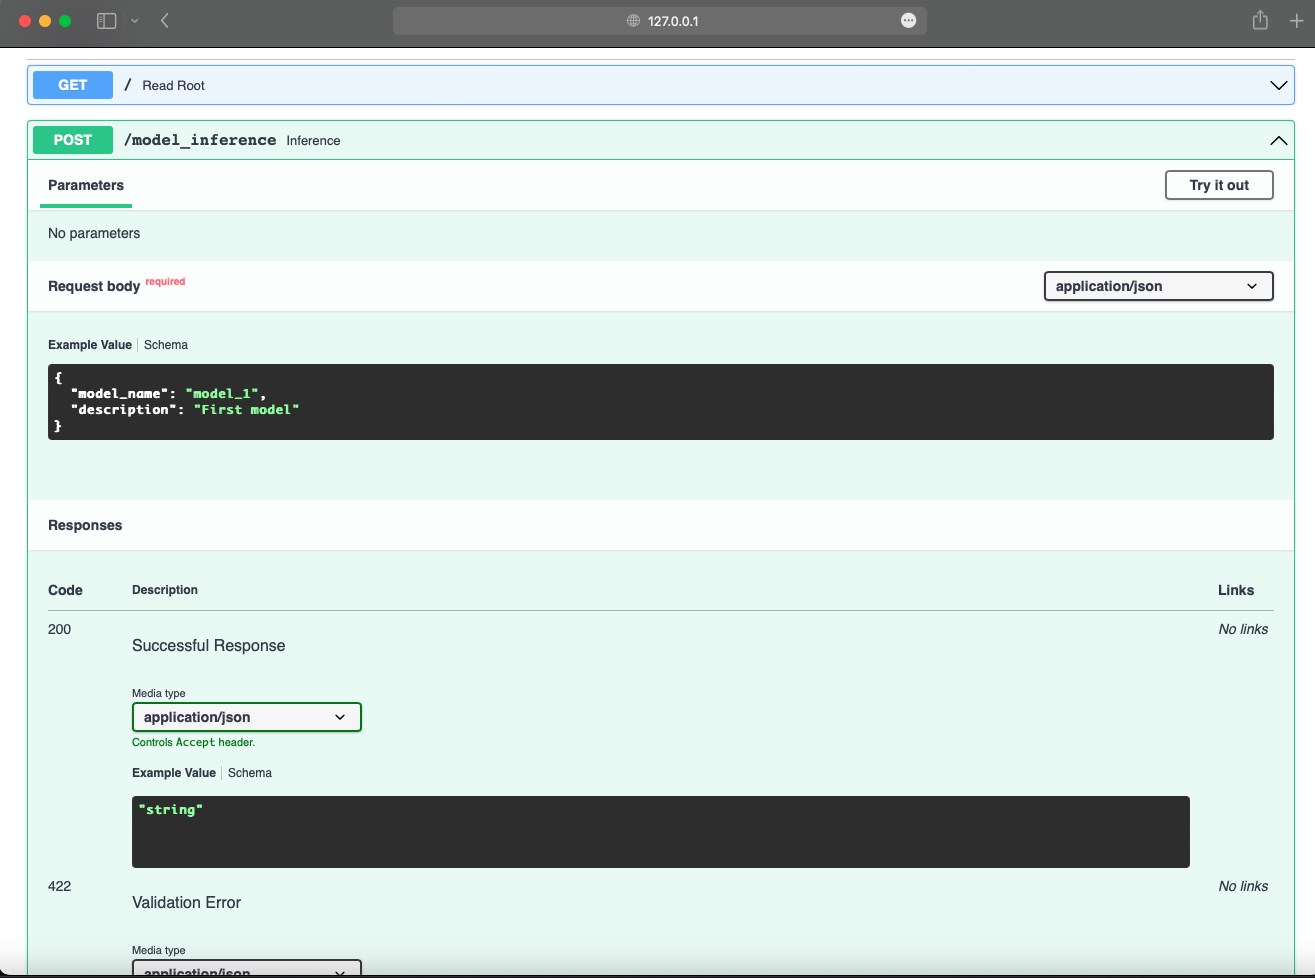 127.0.0.1
GET / Read Root
POST /model_inference Inference
Parameters Try it out
No parameters
Request body required application/json
Example Value Schema
{
"model_name": "model_1",
"description": "First model"
}
Responses
Code Description Links
200 No links
Successful Response
Media type
application/json
Controls Accept header.
Example Value Schema
"string"
422 No links
Validation Error
Media type
application/json